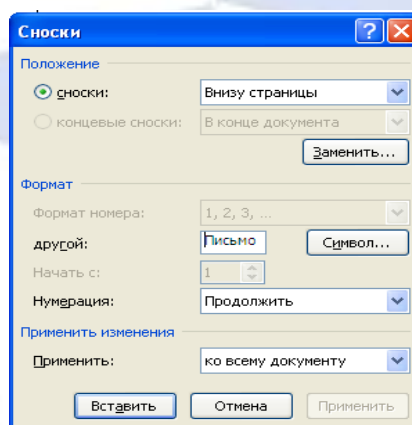 Сноски
Положение
сноски: Внизу страницы
концевые сноски: В конце документа
Заменить...
Формат
Формат номера: 1, 2, 3, ...
другой: Письмо Символ...
Начать с: 1
Нумерация: Продолжить
Применить изменения
Применить: ко всему документу
Вставить Отмена Применить